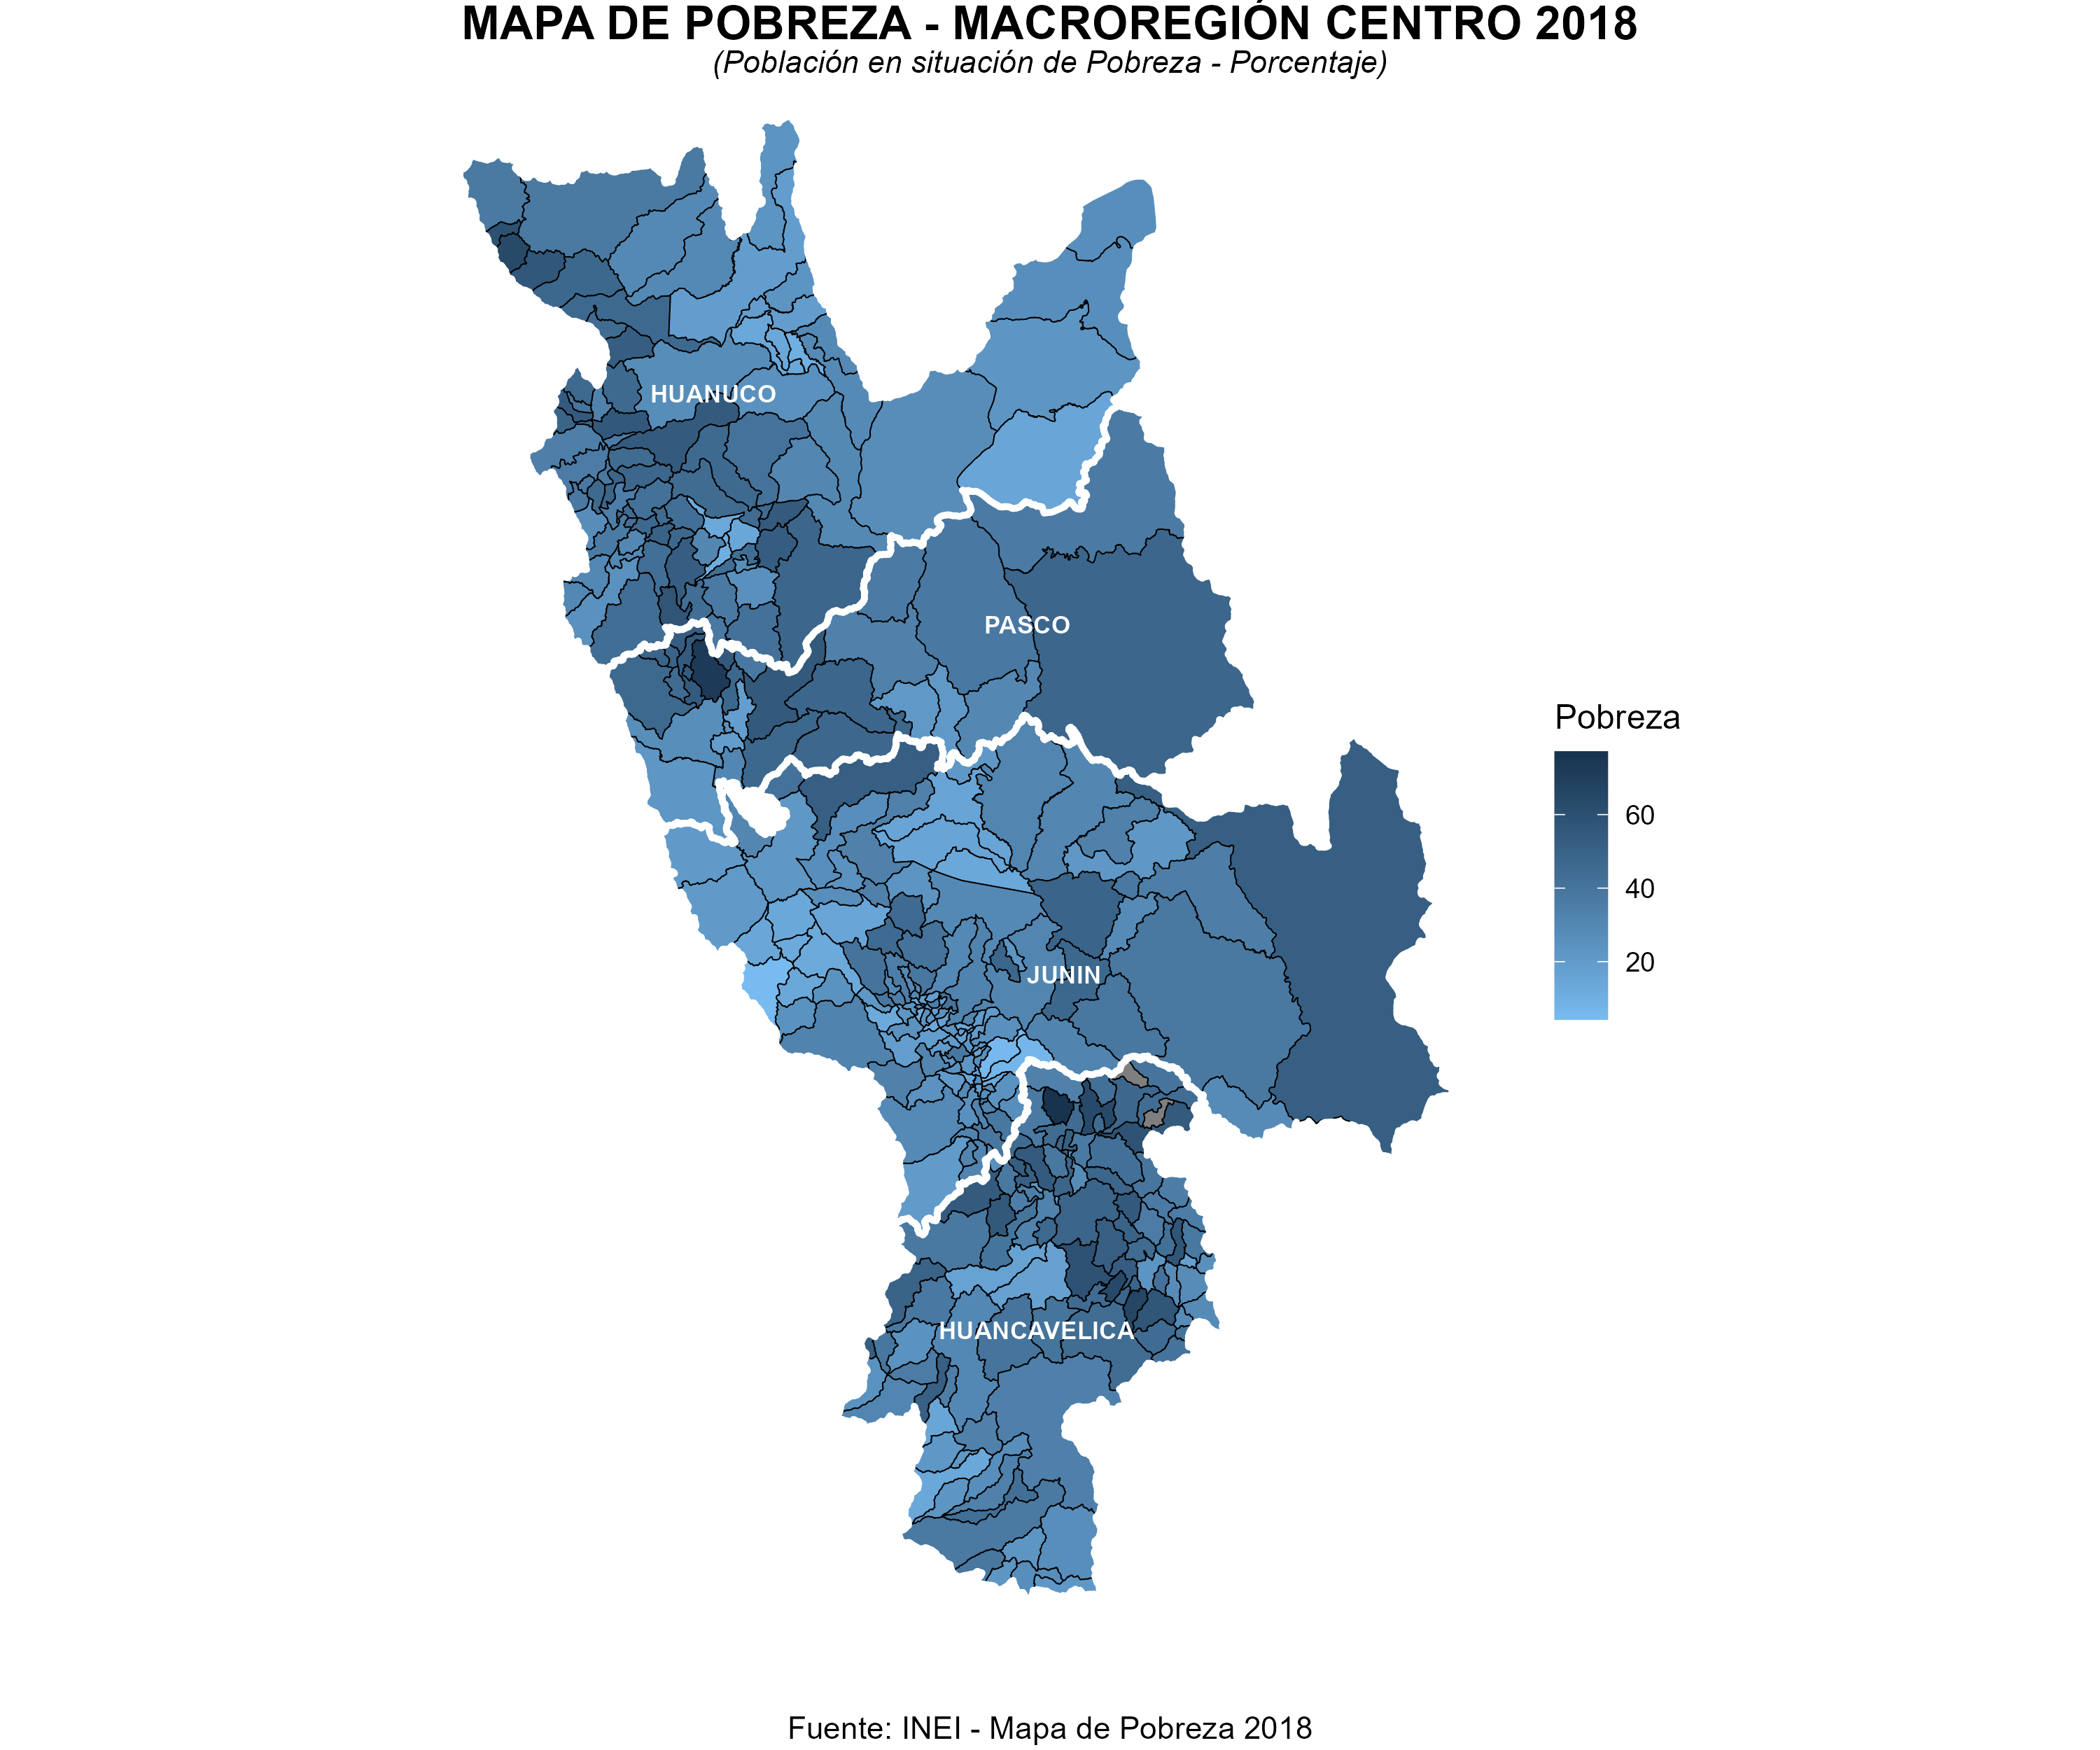 MAPA DE POBREZA - MACROREGIÓN CENTRO 2018
(Población en situación de Pobreza - Porcentaje)
HUANUCO
PASCO
Pobreza
60
40
20
JUNIN
HUANCAVELICA
Fuente: INEI - Mapa de Pobreza 2018